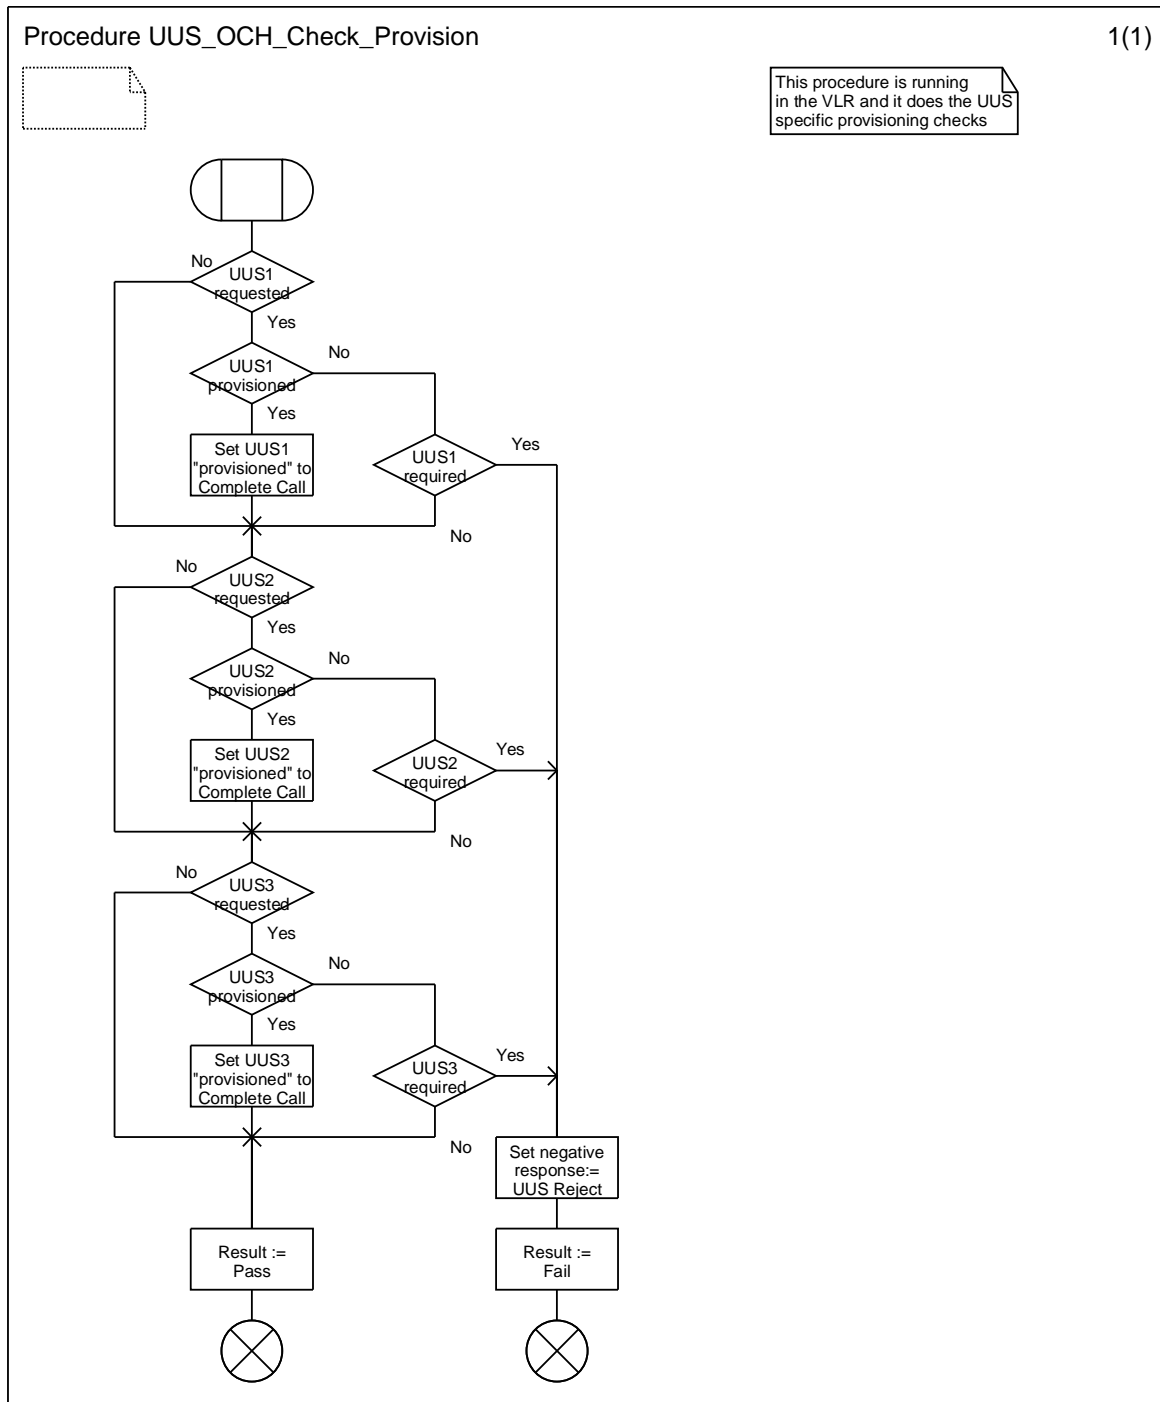 Procedure UUS_OCH_Check_Provision
1(1)
This procedure is running
in the VLR and it does the UUS
specific provisioning checks
No
UUS1
requested
Yes
UUS1
provisioned
No
Yes
Set UUS1
"provisioned" to
Complete Call
UUS1
required
Yes
No
No
UUS2
requested
Yes
UUS2
provisioned
No
Yes
Set UUS2
"provisioned" to
Complete Call
UUS2
required
Yes
No
No
UUS3
requested
Yes
UUS3
provisioned
No
Yes
Set UUS3
"provisioned" to
Complete Call
UUS3
required
Yes
No
Set negative
response:=
UUS Reject
Result :=
Pass
Result :=
Fail